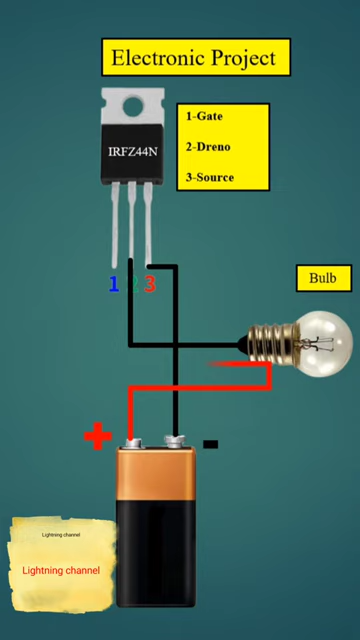 Electronic Project
IRFZ44N
1-Gate
2-Dreno
3-Source
1 2 3
Bulb
+ -
Lightning channel
Lightning channel